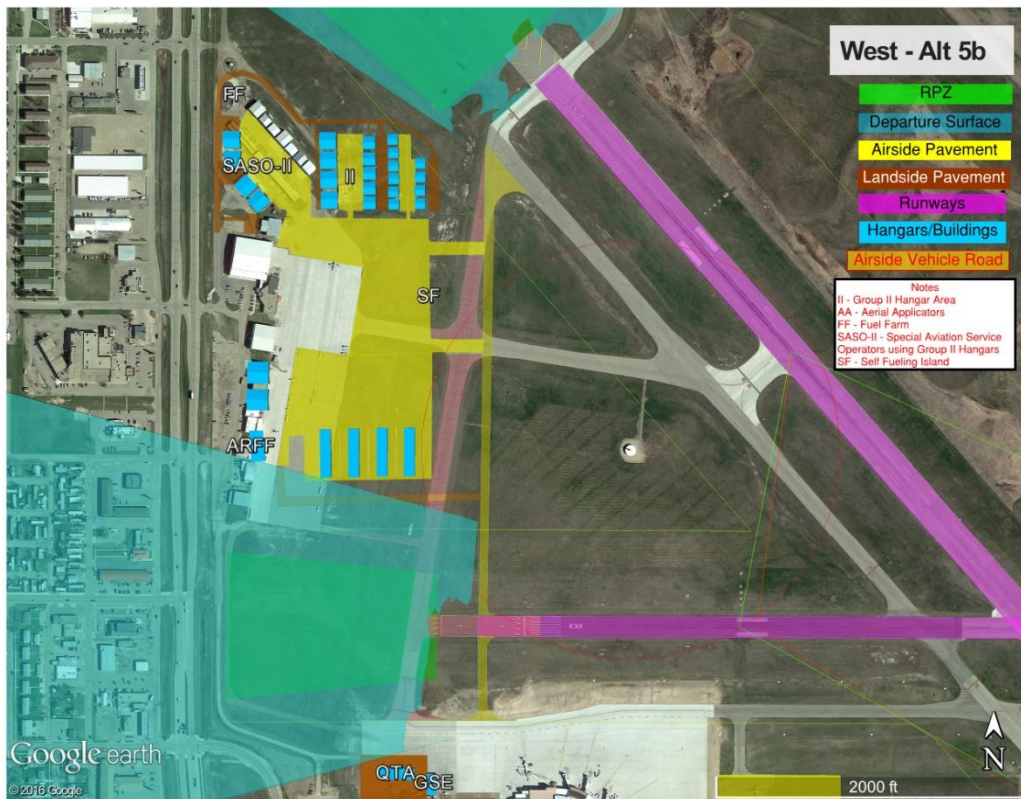 West - Alt 5b
RPZ
Departure Surface
Airside Pavement
Landside Pavement
Runways
Hangars/Buildings
Airside Vehicle Road
Notes
II - Group II Hangar Area
AA - Aerial Applicators
FF - Fuel Farm
SASO-II - Special Aviation Service
Operators using Group II Hangars
SF - Self Fueling Island
FF
SASO-II
II
SF
ARFF
QTA
GSE
N
2000 ft
Google earth
© 2016 Google